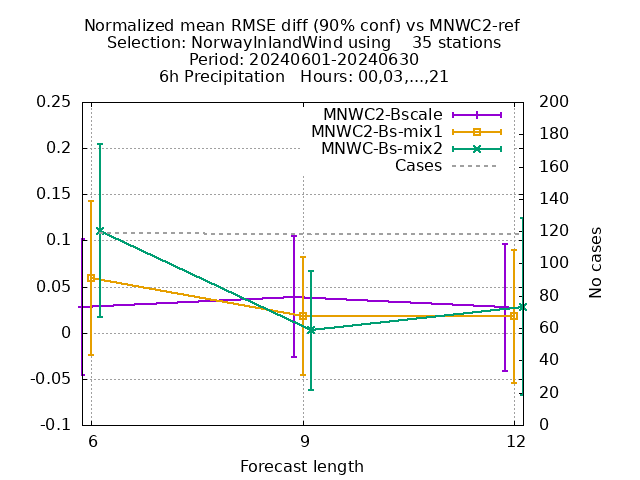 Normalized mean RMSE diff (90% conf) vs MNWC2-ref
Selection: NorwayInlandWind using    35 stations
Period: 20240601-20240630
6h Precipitation   Hours: 00,03,...,21
MNWC2-Bscale
MNWC2-Bs-mix1
MNWC-Bs-mix2
Cases
0.25
0.2
0.15
0.1
0.05
0
-0.05
-0.1
200
180
160
140
120
100
80
60
40
20
0
No cases
6
9
12
Forecast length